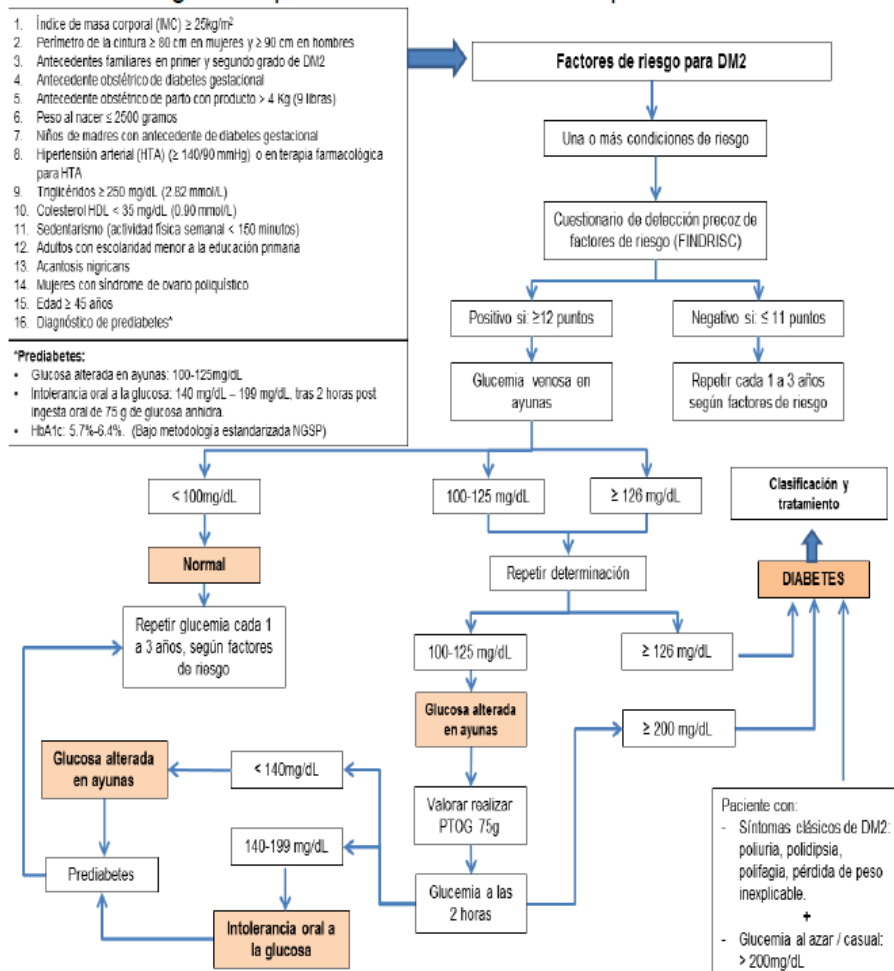 1. Índice de masa corporal (IMC) ≥ 25kg/m²
2. Perímetro de la cintura ≥ 80 cm en mujeres y ≥ 90 cm en hombres
3. Antecedentes familiares en primer y segundo grado de DM2
4. Antecedente obstétrico de diabetes gestacional
5. Antecedente obstétrico de parto con producto > 4 Kg (9 libras)
6. Peso al nacer ≤ 2500 gramos
7. Niños de madres con antecedente de diabetes gestacional
8. Hipertensión arterial (HTA) (≥ 140/90 mmHg) o en terapia farmacológica
para HTA
9. Triglicéridos ≥ 250 mg/dL (2.82 mmol/L)
10. Colesterol HDL < 35 mg/dL (0.90 mmol/L)
11. Sedentarismo (actividad física semanal < 150 minutos)
12. Adultos con escolaridad menor a la educación primaria
13. Acantosis nigricans
14. Mujeres con síndrome de ovario poliquístico
15. Edad ≥ 45 años
16. Diagnóstico de prediabetes*
*Prediabetes:
• Glucosa alterada en ayunas: 100-125mg/dL
• Intolerancia oral a la glucosa: 140 mg/dL – 199 mg/dL, tras 2 horas post
ingesta oral de 75 g de glucosa anhidra.
• HbA1c: 5.7%-6.4%. (Bajo metodología estandarizada NGSP)
Factores de riesgo para DM2
Una o más condiciones de riesgo
Cuestionario de detección precoz de
factores de riesgo (FINDRISC)
Positivo si: ≥12 puntos
Negativo si: ≤ 11 puntos
Glucemia venosa en
ayunas
Repetir cada 1 a 3 años
según factores de riesgo
< 100mg/dL
100-125 mg/dL
≥ 126 mg/dL
Clasificación y
tratamiento
Normal
Repetir determinación
DIABETES
Repetir glucemia cada 1
a 3 años, según factores
de riesgo
100-125 mg/dL
≥ 126 mg/dL
Glucosa alterada
en ayunas
≥ 200 mg/dL
Glucosa alterada
en ayunas
< 140mg/dL
Valorar realizar
PTOG 75g
140-199 mg/dL
Prediabetes
Glucemia a las
2 horas
Intolerancia oral a
la glucosa
Paciente con:
- Síntomas clásicos de DM2:
poliuria, polidipsia,
polifagia, pérdida de peso
inexplicable.
+
- Glucemia al azar / casual:
> 200mg/dL